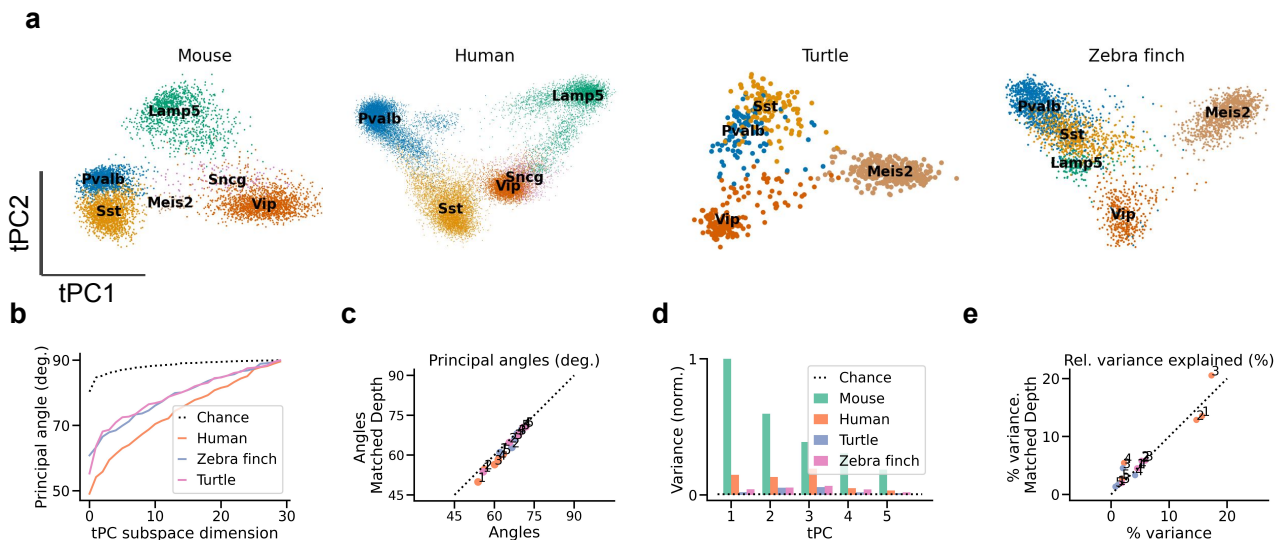 a
Mouse
Human
Turtle
Zebra finch
Lamp5
Pvalb
Sst
Meis2
Sncg
Vip
Pvalb
Lamp5
Sncg
Vip
Sst
Sst
Pvalb
Meis2
Vip
Pvalb
Sst
Lamp5
Meis2
Vip
tPC2
tPC1
b
Principal angle (deg.)
90
70
50
Chance
Human
Zebra finch
Turtle
0 10 20 30
tPC subspace dimension
c
Principal angles (deg.)
Angles
Matched Depth
90
75
60
45
45 60 75 90
Angles
d
Variance (norm.)
1
0
Chance
Mouse
Human
Turtle
Zebra finch
1 2 3 4 5
tPC
e
Rel. variance explained (%)
% variance.
Matched Depth
20
10
0
3
1
2
4
0 10 20
% variance